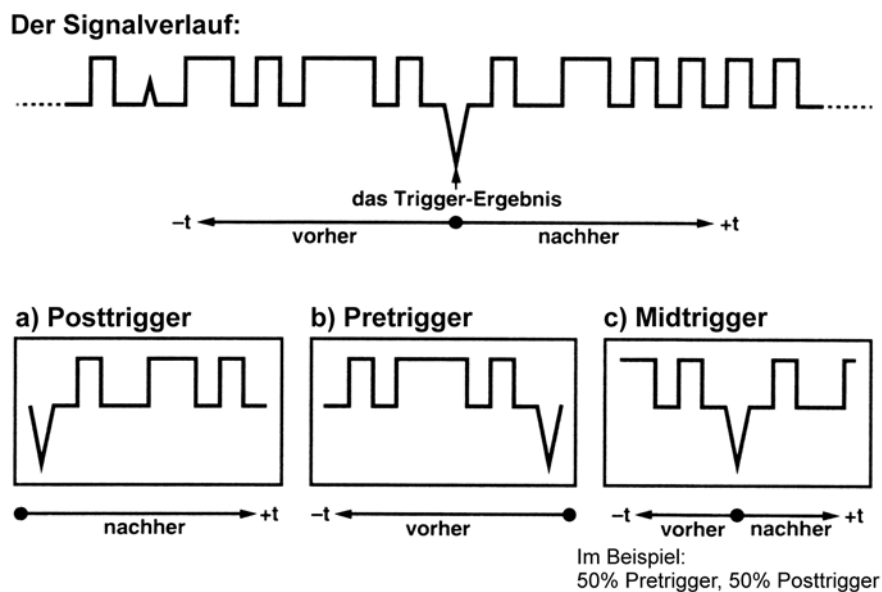 Der Signalverlauf:
das Trigger-Ergebnis
–t vorher nachher +t
a) Posttrigger
nachher +t
b) Pretrigger
–t vorher
c) Midtrigger
–t vorher nachher +t
Im Beispiel:
50% Pretrigger, 50% Posttrigger